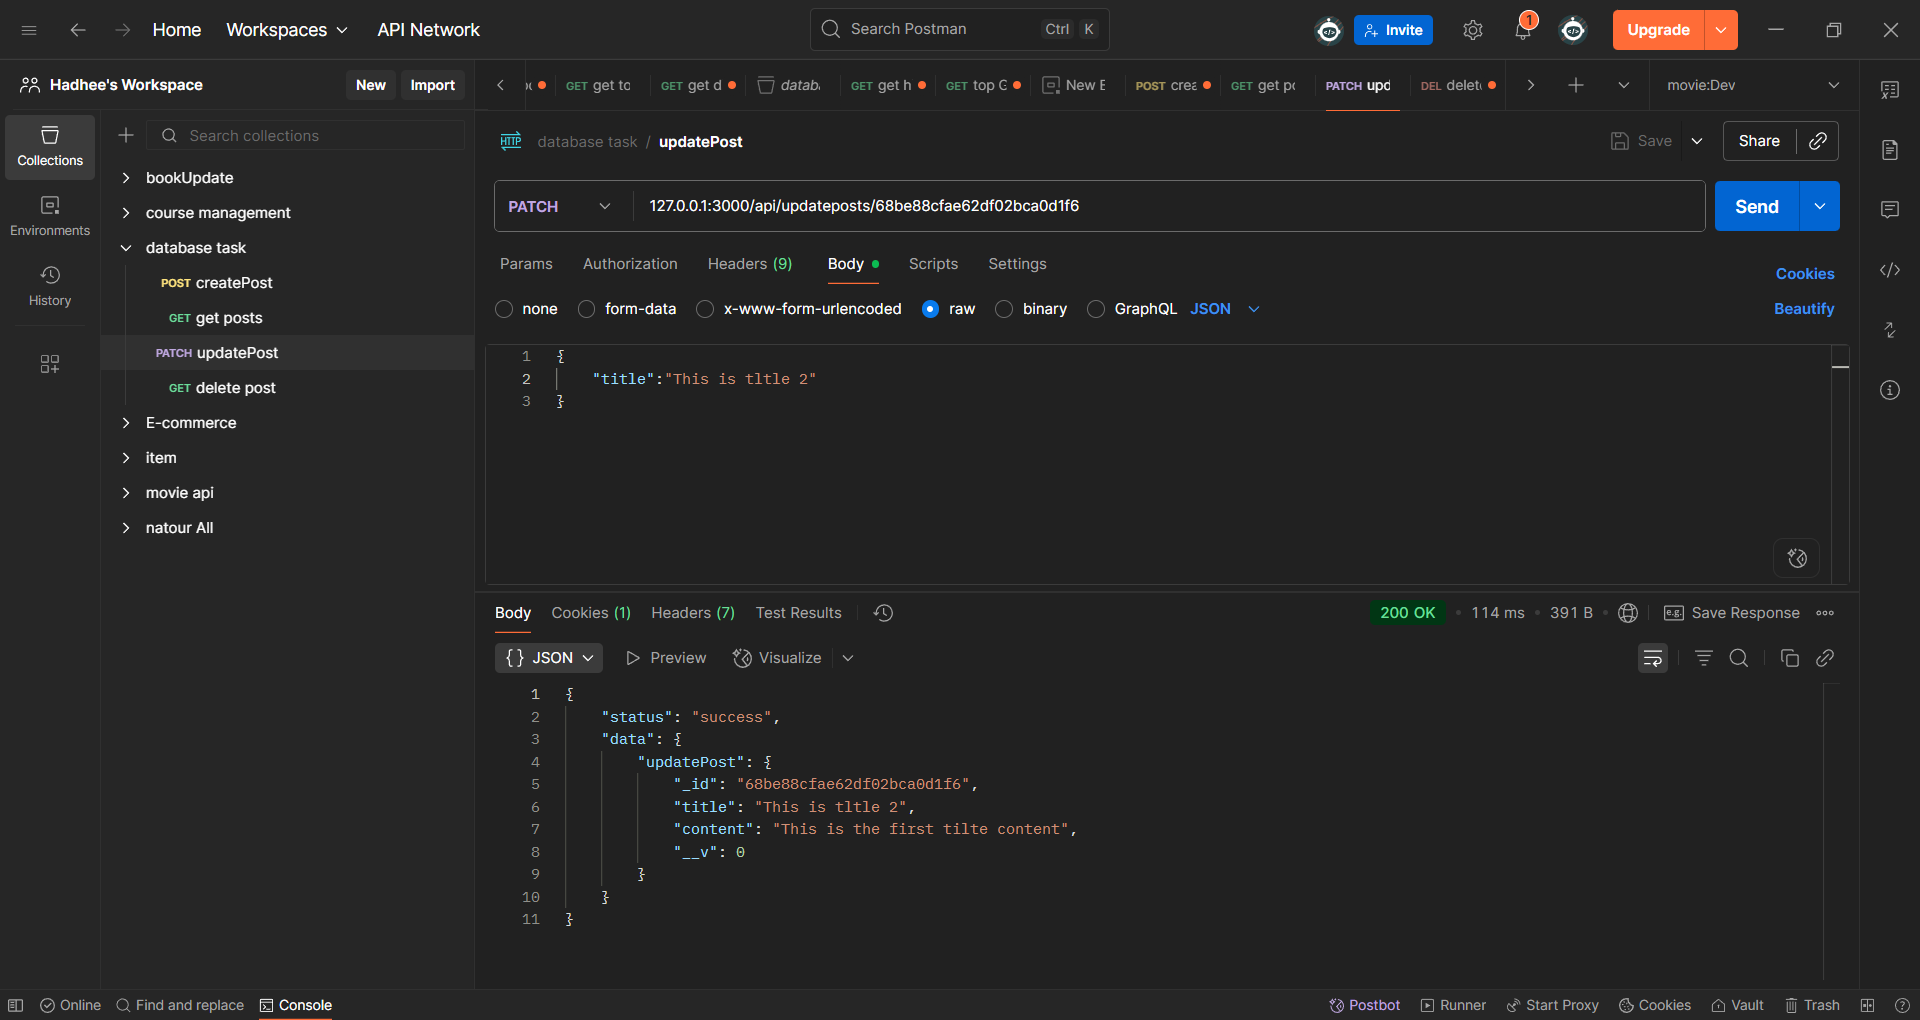 Home Workspaces API Network Search Postman Ctrl K Invite 1 Upgrade
Hadhee's Workspace New Import
GET get to GET get d datab GET get h GET top C New E POST crea GET get po PATCH upd DEL delet movie:Dev
Collections
Environments
History
Search collections
bookUpdate
course management
database task
POST createPost
GET get posts
PATCH updatePost
GET delete post
E-commerce
item
movie api
natour All
HTTP database task / updatePost Save Share
PATCH 127.0.0.1:3000/api/updateposts/68be88cfae62df02bca0d1f6 Send
Params Authorization Headers (9) Body Scripts Settings Cookies
none form-data x-www-form-urlencoded raw binary GraphQL JSON Beautify
1 {
2 "title":"This is tltle 2"
3 }
Body Cookies (1) Headers (7) Test Results 200 OK • 114 ms • 391 B • e.g. Save Response
{} JSON Preview Visualize
1 {
2 "status": "success",
3 "data": {
4 "updatePost": {
5 "_id": "68be88cfae62df02bca0d1f6",
6 "title": "This is tltle 2",
7 "content": "This is the first tilte content",
8 "__v": 0
9 }
10 }
11 }
Online Find and replace Console Postbot Runner Start Proxy Cookies Vault Trash